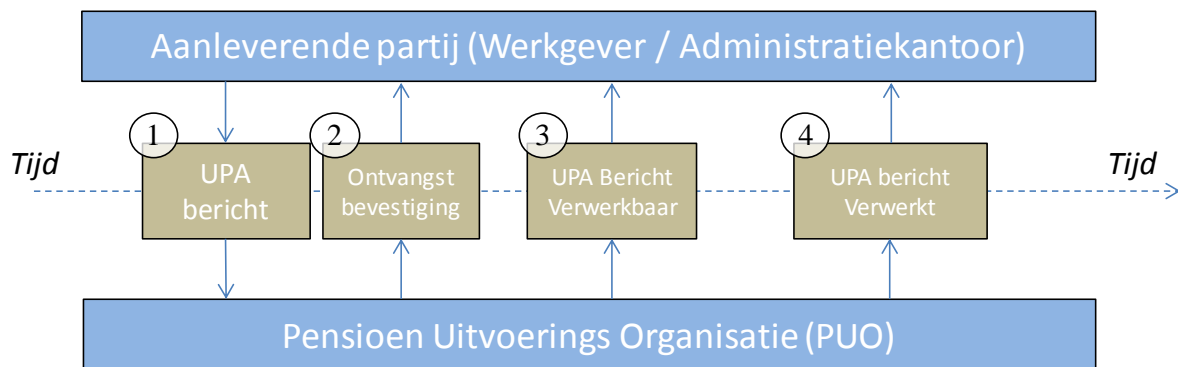 Aanleverende partij (Werkgever / Administratiekantoor)
1
2
3
4
Tijd
UPA
bericht
Ontvangst
bevestiging
UPA Bericht
Verwerkbaar
UPA bericht
Verwerkt
Tijd
Pensioen Uitvoerings Organisatie (PUO)